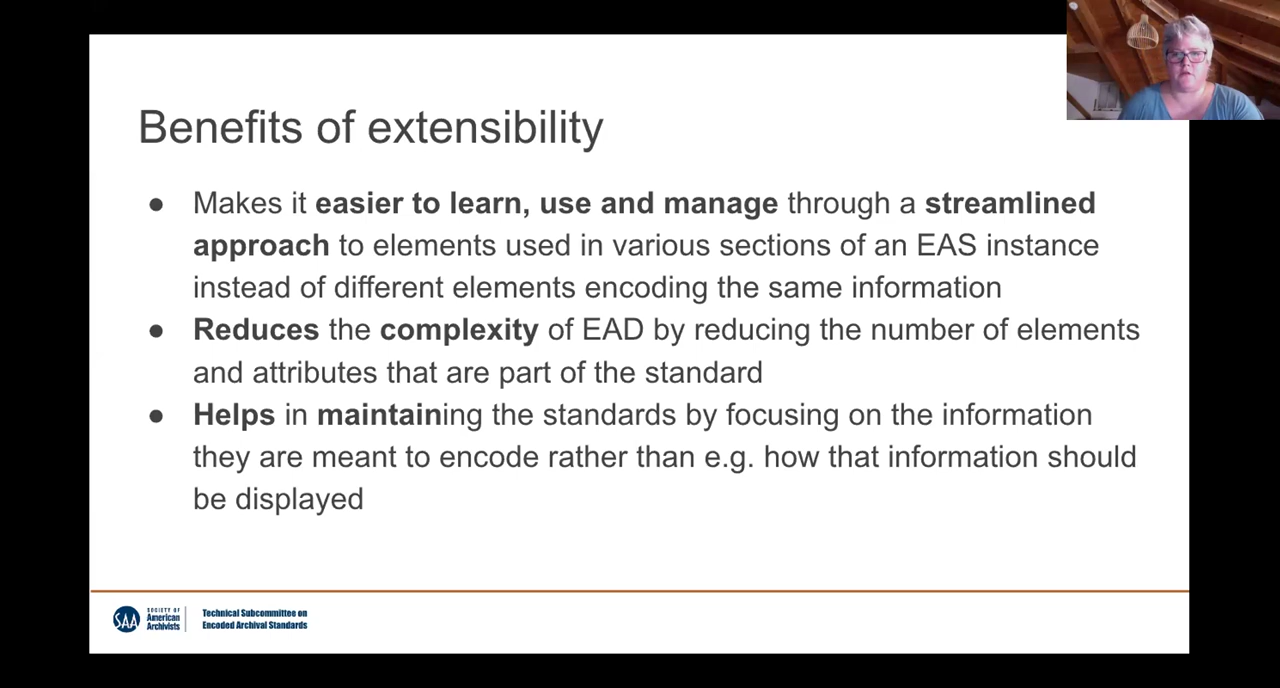 Benefits of extensibility
● Makes it easier to learn, use and manage through a streamlined
approach to elements used in various sections of an EAS instance
instead of different elements encoding the same information
● Reduces the complexity of EAD by reducing the number of elements
and attributes that are part of the standard
● Helps in maintaining the standards by focusing on the information
they are meant to encode rather than e.g. how that information should
be displayed
SAA
SOCIETY OF
American
Archivists
Technical Subcommittee on
Encoded Archival Standards